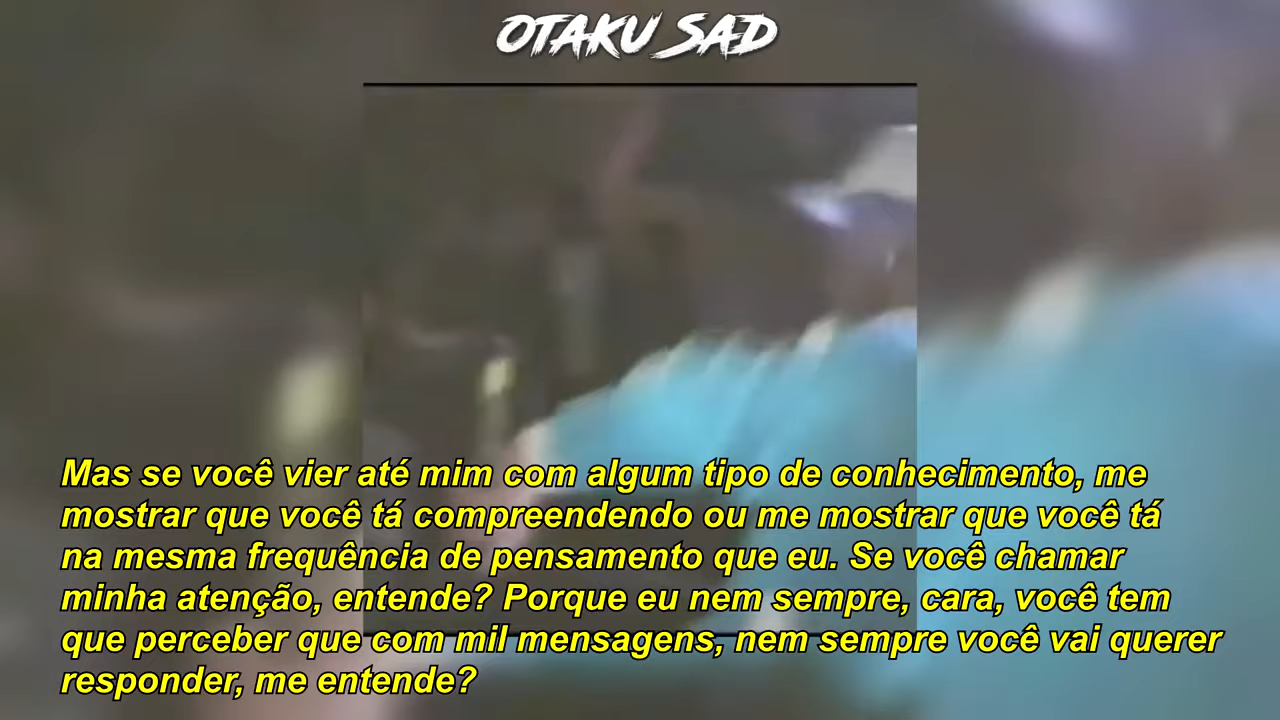 OTAKU SAD
Mas se você vier até mim com algum tipo de conhecimento, me
mostrar que você tá compreendendo ou me mostrar que você tá
na mesma frequência de pensamento que eu. Se você chamar
minha atenção, entende? Porque eu nem sempre, cara, você tem
que perceber que com mil mensagens, nem sempre você vai querer
responder, me entende?